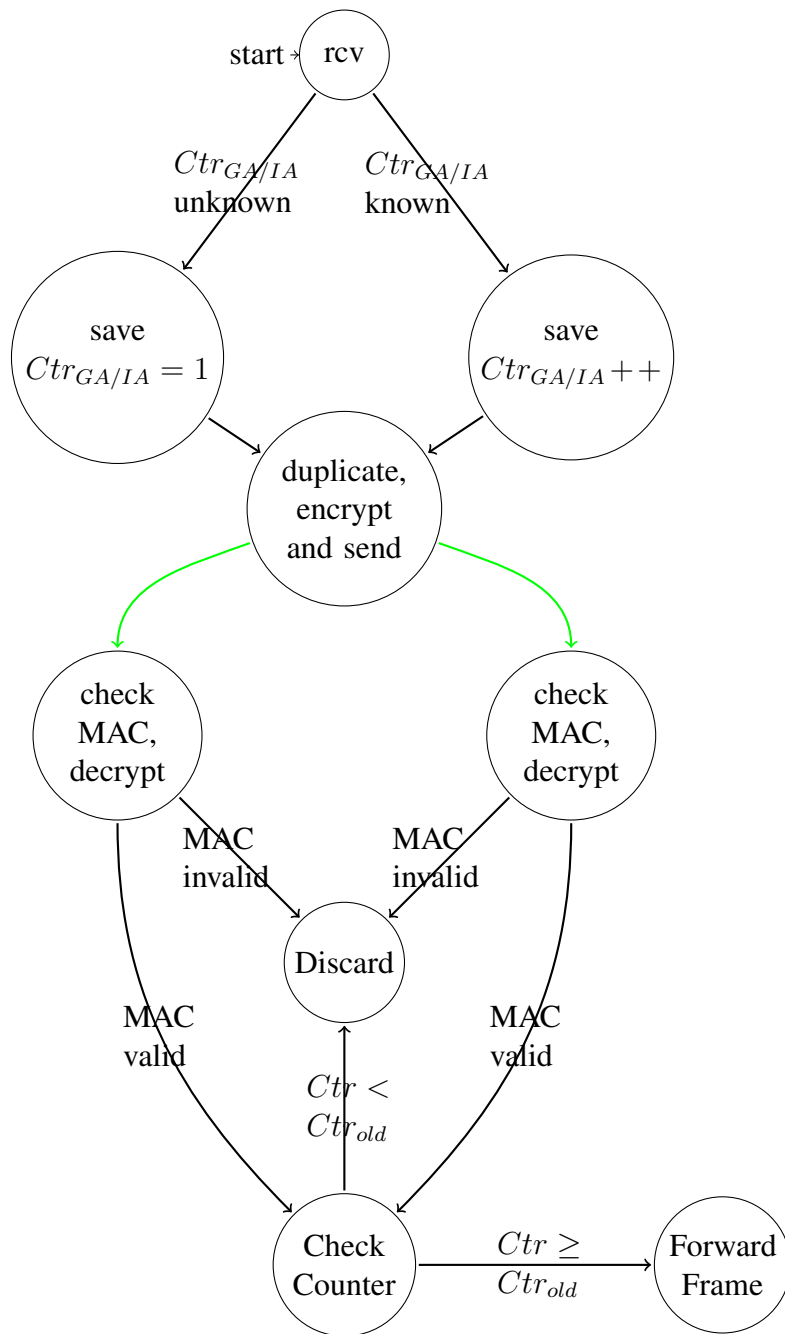 start
rcv
Ctr_{GA/IA}
unknown
Ctr_{GA/IA}
known
save
Ctr_{GA/IA} = 1
save
Ctr_{GA/IA}++
duplicate,
encrypt
and send
check
MAC,
decrypt
check
MAC,
decrypt
MAC
invalid
MAC
invalid
Discard
MAC
valid
MAC
valid
Ctr <
Ctr_{old}
Check
Counter
Ctr ≥
Ctr_{old}
Forward
Frame